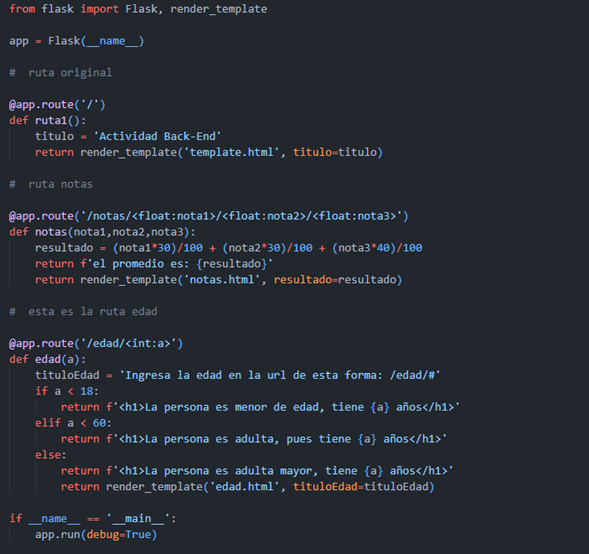 from flask import Flask, render_template
app = Flask(__name__)
#  ruta original
@app.route('/')
def ruta1():
    titulo = 'Actividad Back-End'
    return render_template('template.html', titulo=titulo)
#  ruta notas
@app.route('/notas/<float:nota1>/<float:nota2>/<float:nota3>')
def notas(nota1,nota2,nota3):
    resultado = (nota1*30)/100 + (nota2*30)/100 + (nota3*40)/100
    return f'el promedio es: {resultado}'
    return render_template('notas.html', resultado=resultado)
#  esta es la ruta edad
@app.route('/edad/<int:a>')
def edad(a):
    tituloEdad = 'Ingresa la edad en la url de esta forma: /edad/#'
    if a < 18:
        return f'<h1>La persona es menor de edad, tiene {a} años</h1>'
    elif a < 60:
        return f'<h1>La persona es adulta, pues tiene {a} años</h1>'
    else:
        return f'<h1>La persona es adulta mayor, tiene {a} años</h1>'
        return render_template('edad.html', tituloEdad=tituloEdad)
if __name__ == '__main__':
    app.run(debug=True)